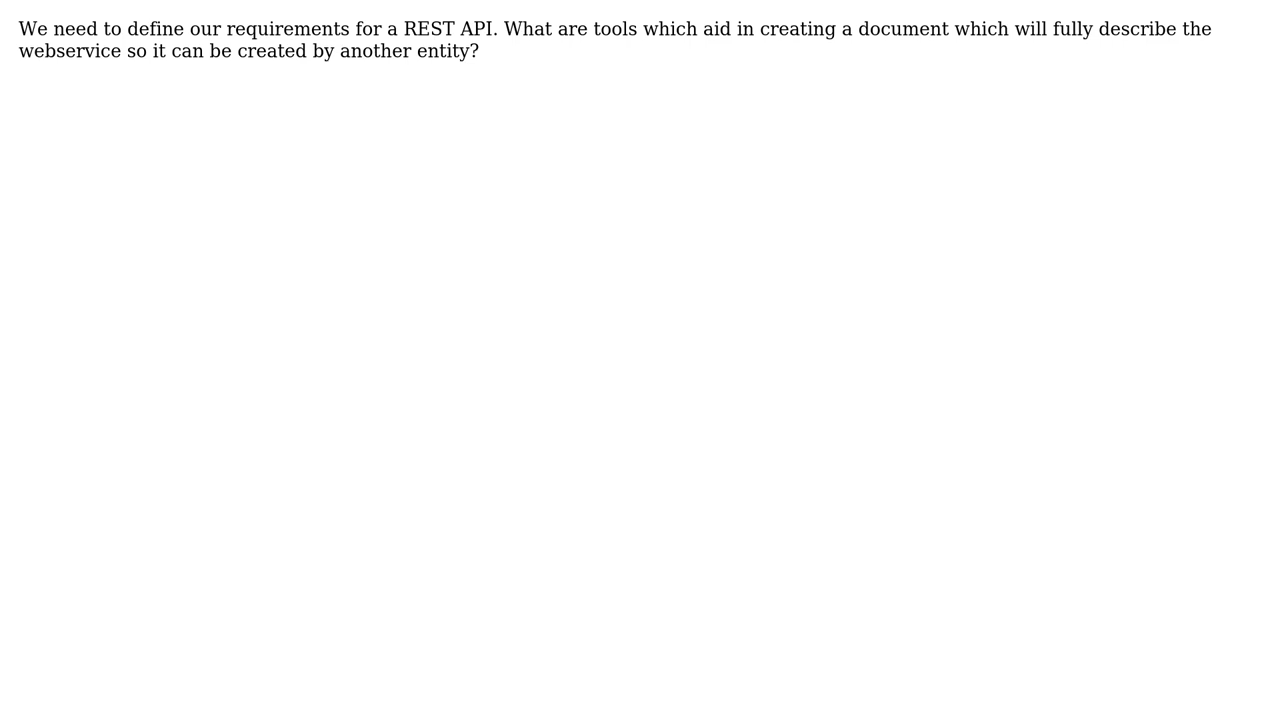 We need to define our requirements for a REST API. What are tools which aid in creating a document which will fully describe the
webservice so it can be created by another entity?